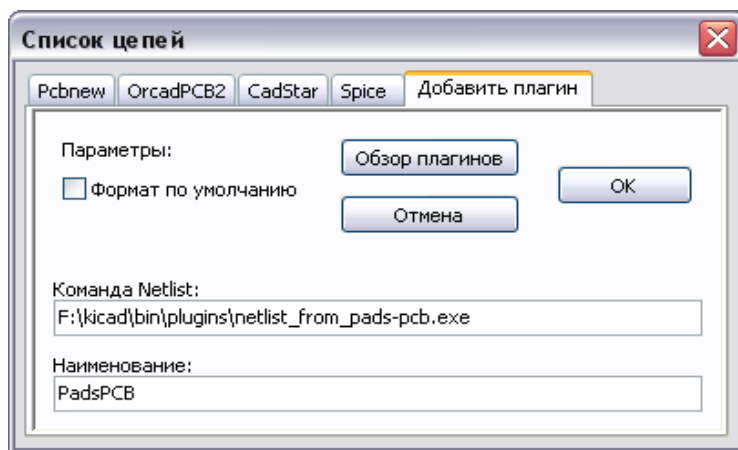 Список цепей
Pcbnew OrcadPCB2 CadStar Spice Добавить плагин
Параметры:
Обзор плагинов
Формат по умолчанию
OK
Отмена
Команда Netlist:
F:\kicad\bin\plugins\netlist_from_pads-pcb.exe
Наименование:
PadsPCB